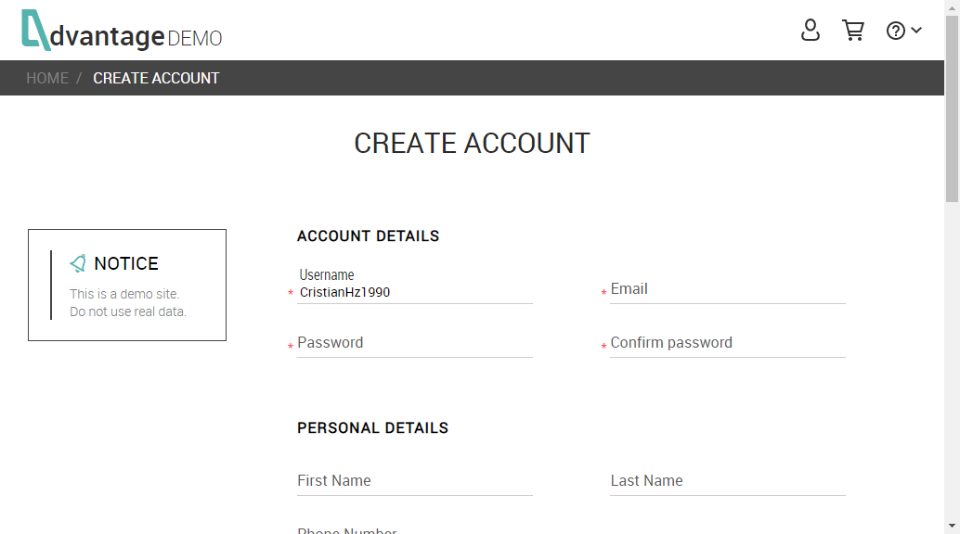 dvantage DEMO
HOME / CREATE ACCOUNT
CREATE ACCOUNT
NOTICE
This is a demo site.
Do not use real data.
ACCOUNT DETAILS
Username
* CristianHz1990
* Email
* Password
* Confirm password
PERSONAL DETAILS
First Name
Last Name
Phone Number